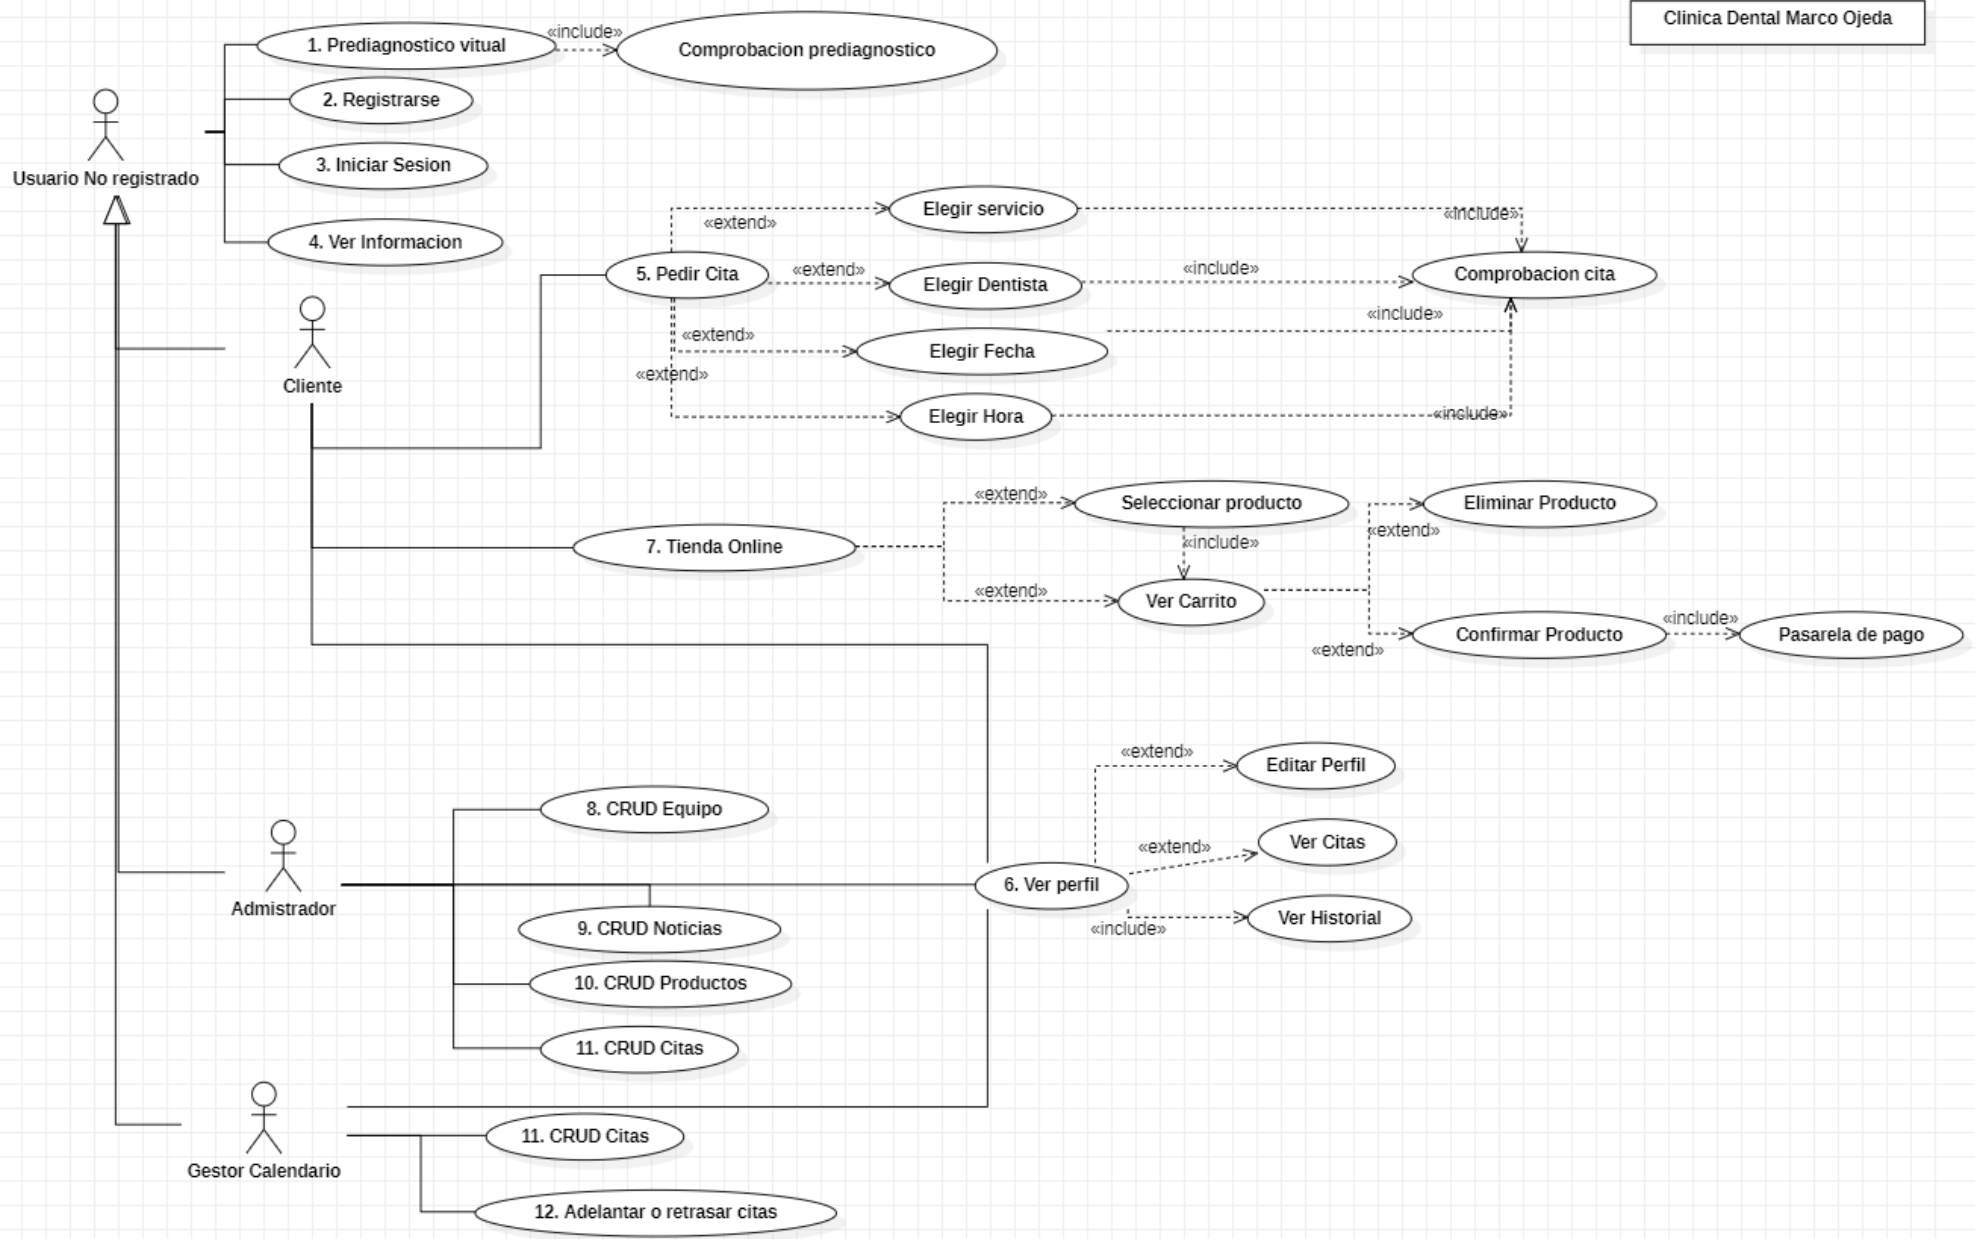 Clinica Dental Marco Ojeda
1. Prediagnostico vitual
«include»
Comprobacion prediagnostico
2. Registrarse
3. Iniciar Sesion
4. Ver Informacion
Usuario No registrado
Cliente
5. Pedir Cita
«extend»
Elegir servicio
«include»
«extend»
Elegir Dentista
«include»
Comprobacion cita
«extend»
Elegir Fecha
«include»
«extend»
Elegir Hora
«include»
7. Tienda Online
«extend»
Seleccionar producto
«include»
«extend»
Ver Carrito
«extend»
Eliminar Producto
«extend»
Confirmar Producto
«include»
Pasarela de pago
Admistrador
8. CRUD Equipo
9. CRUD Noticias
10. CRUD Productos
11. CRUD Citas
6. Ver perfil
«extend»
Editar Perfil
«extend»
Ver Citas
«include»
Ver Historial
Gestor Calendario
11. CRUD Citas
12. Adelantar o retrasar citas